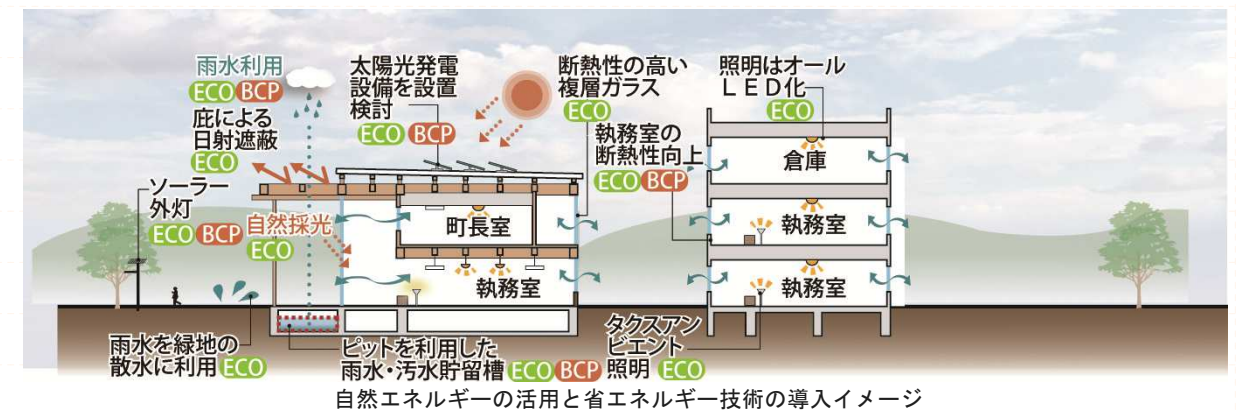 雨水利用
ECO BCP
太陽光発電
設備を設置
検討
ECO BCP
断熱性の高い
複層ガラス
ECO
照明はオール
ＬＥＤ化
ECO
庇による
日射遮蔽
ECO
執務室の
断熱性向上
ECO BCP
倉庫
ソーラー
外灯
ECO BCP
自然採光
ECO
町長室
執務室
執務室
執務室
雨水を緑地の
散水に利用 ECO
ピットを利用した
雨水・汚水貯留槽 ECO BCP
タクスアン
ビエント
照明 ECO
自然エネルギーの活用と省エネルギー技術の導入イメージ